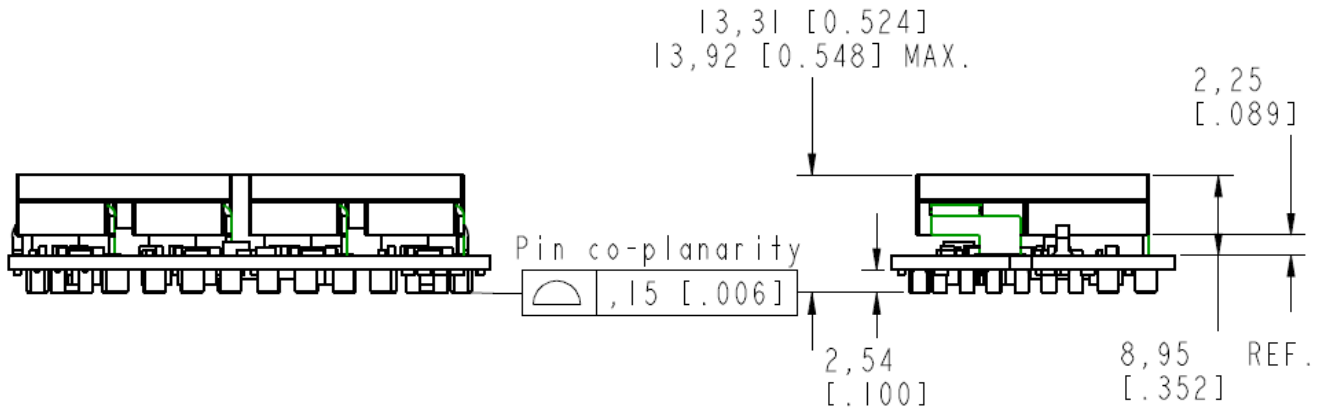 13,31 [0.524]
13,92 [0.548] MAX.
2,25
[.089]
Pin co-planarity
,15 [.006]
2,54
[.100]
8,95 REF.
[.352]